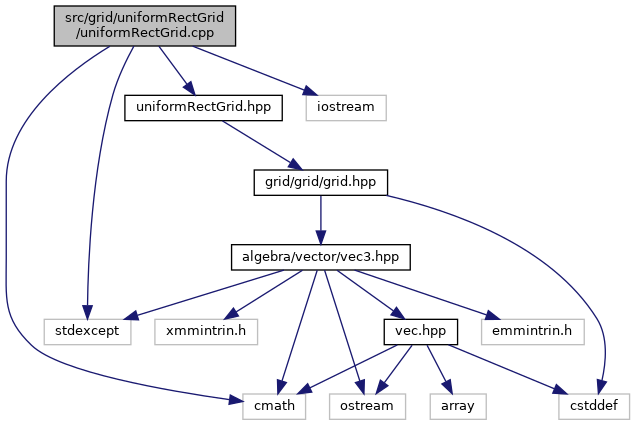 src/grid/uniformRectGrid
/uniformRectGrid.cpp
uniformRectGrid.hpp
iostream
grid/grid/grid.hpp
algebra/vector/vec3.hpp
stdexcept
xmmintrin.h
vec.hpp
emmintrin.h
cmath
ostream
array
cstddef